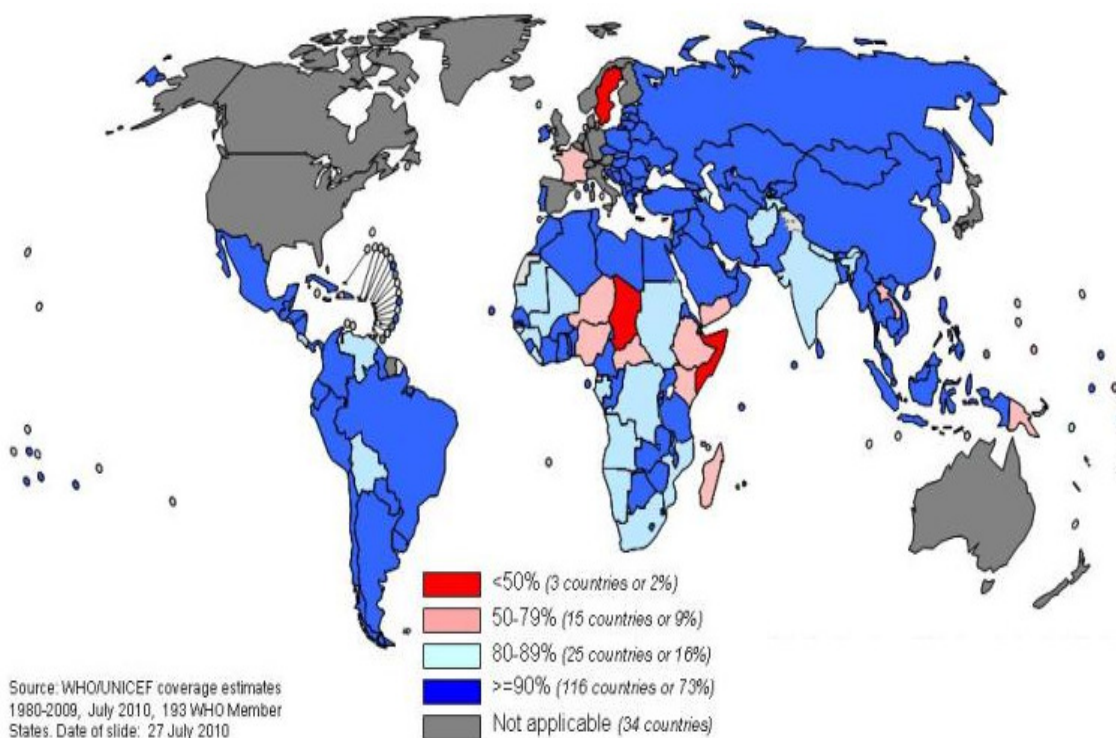 <50% (3 countries or 2%)
50-79% (15 countries or 9%)
80-89% (25 countries or 16%)
>=90% (116 countries or 73%)
Not applicable (34 countries)
Source: WHO/UNICEF coverage estimates
1980-2009, July 2010, 193 WHO Member
States. Date of slide: 27 July 2010